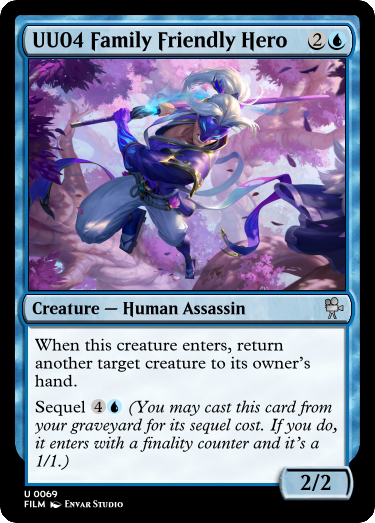 UU04 Family Friendly Hero 2
Creature — Human Assassin
When this creature enters, return
another target creature to its owner's
hand.
Sequel 4 (You may cast this card from
your graveyard for its sequel cost. If you do,
it enters with a finality counter and it's a
1/1.)
2/2
U 0069
FILM Envar Studio